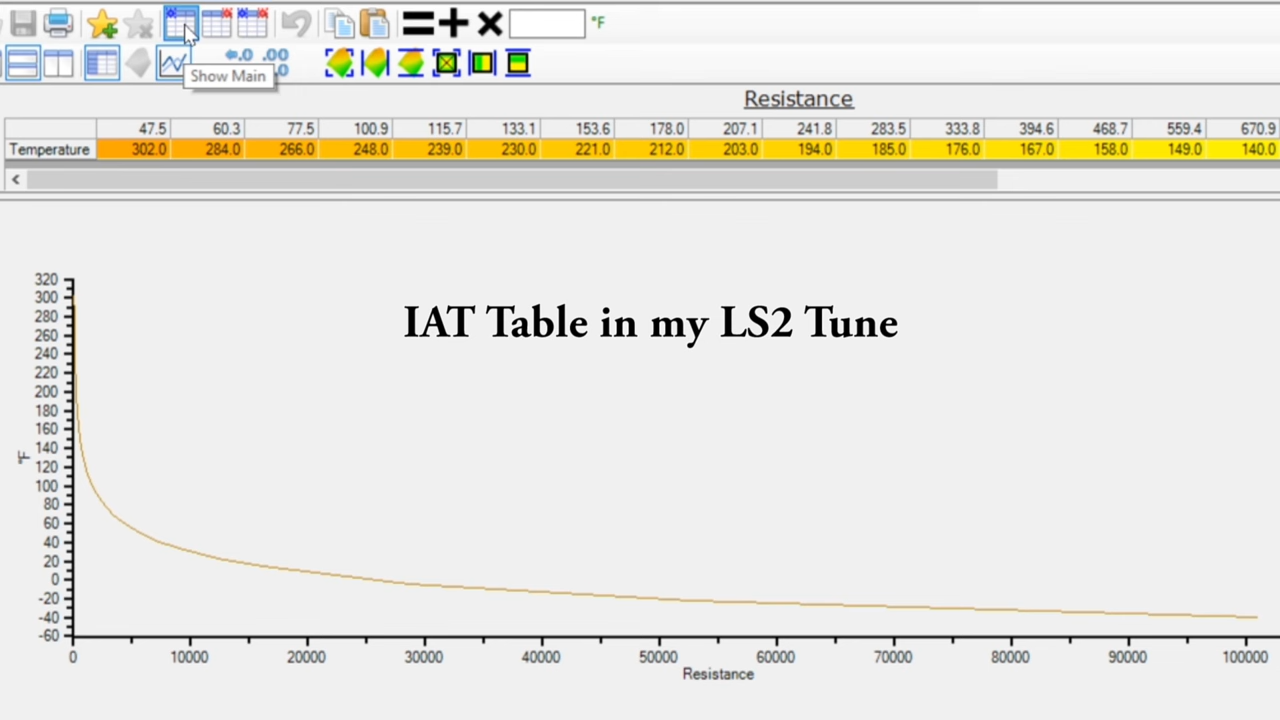 °F
.0 .00
.0
Show Main
Resistance
47.5 60.3 77.5 100.9 115.7 133.1 153.6 178.0 207.1 241.8 283.5 333.8 394.6 468.7 559.4 670.9
Temperature 302.0 284.0 266.0 248.0 239.0 230.0 221.0 212.0 203.0 194.0 185.0 176.0 167.0 158.0 149.0 140.0
IAT Table in my LS2 Tune
320
300
280
260
240
220
200
180
160
140
120
100
80
60
40
20
0
-20
-40
-60
°F
0 10000 20000 30000 40000 50000 60000 70000 80000 90000 100000
Resistance